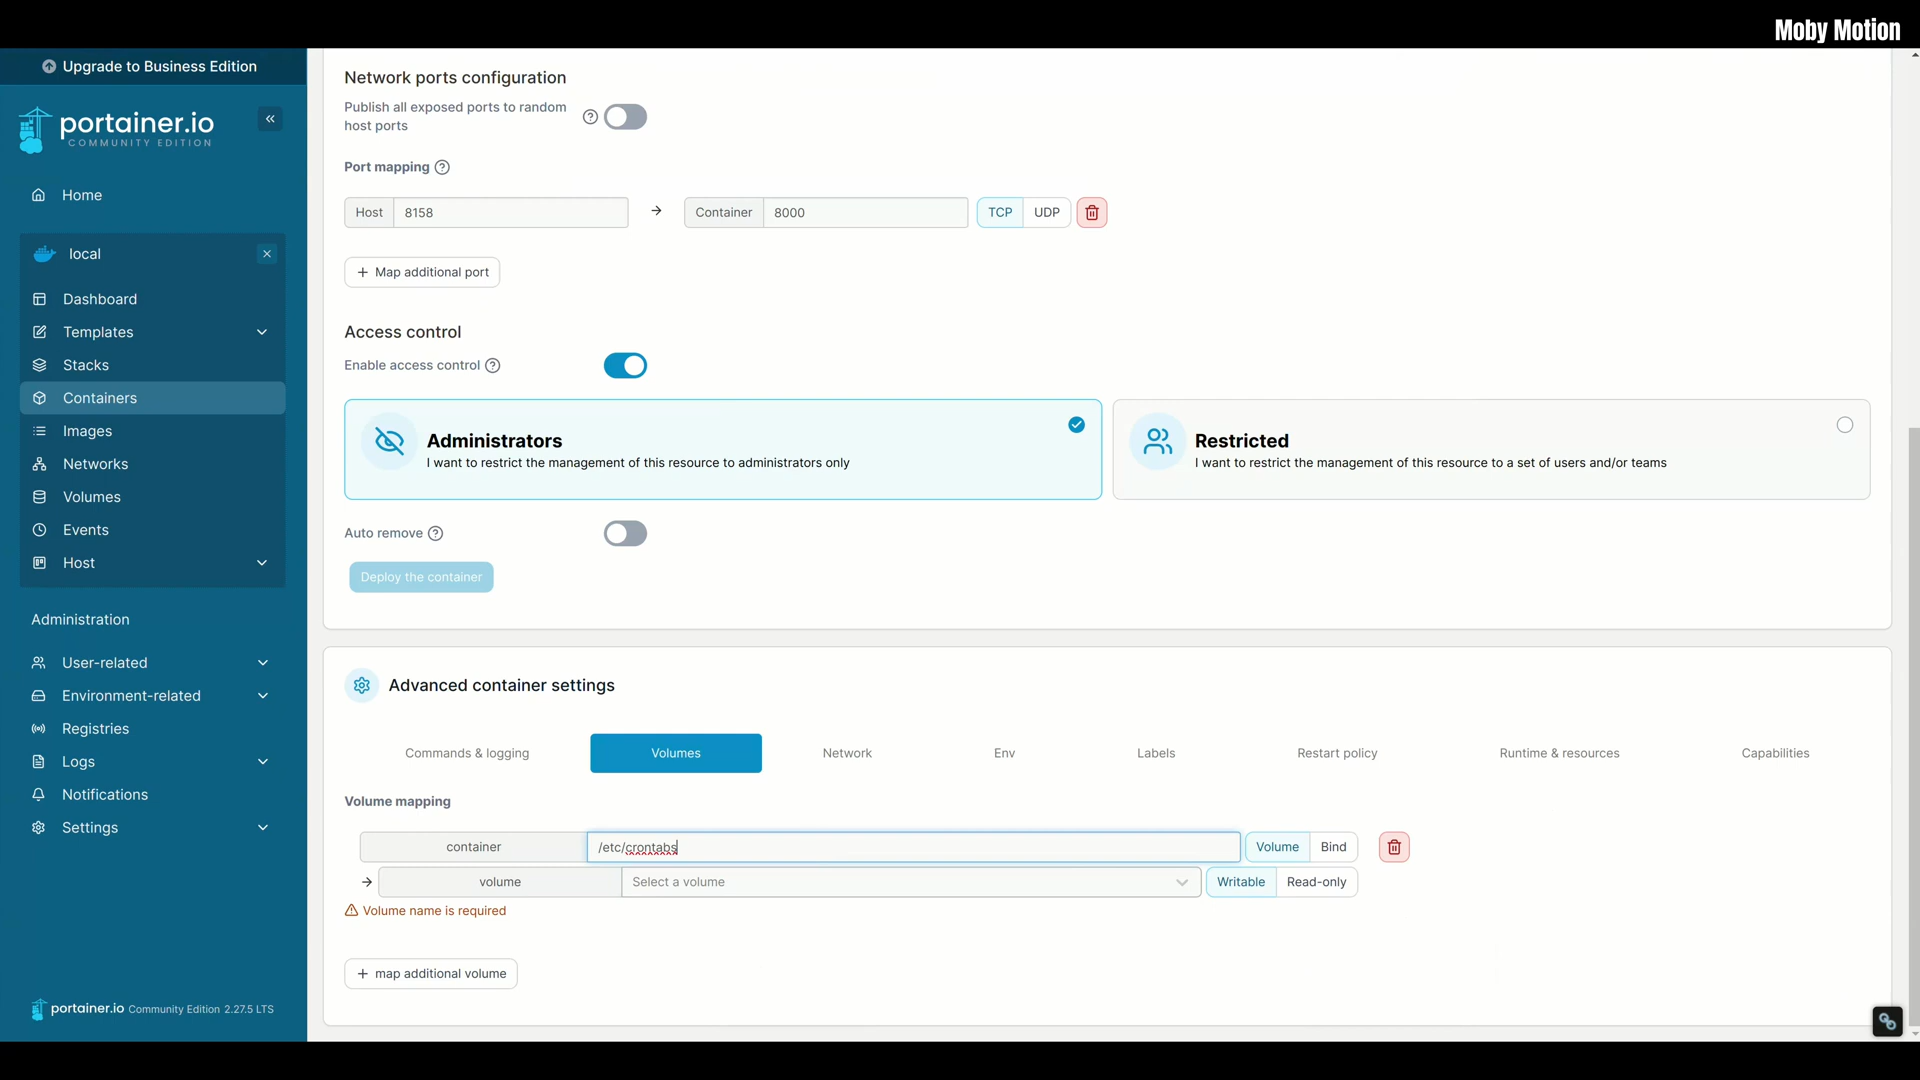 Moby Motion
Upgrade to Business Edition
portainer.io
COMMUNITY EDITION
Home
local
Dashboard
Templates
Stacks
Containers
Images
Networks
Volumes
Events
Host
Administration
User-related
Environment-related
Registries
Logs
Notifications
Settings
portainer.io Community Edition 2.27.5 LTS
Network ports configuration
Publish all exposed ports to random
host ports
Port mapping
Host 8158 → Container 8000 TCP UDP
+ Map additional port
Access control
Enable access control
Administrators
I want to restrict the management of this resource to administrators only
Restricted
I want to restrict the management of this resource to a set of users and/or teams
Auto remove
Deploy the container
Advanced container settings
Commands & logging Volumes Network Env Labels Restart policy Runtime & resources Capabilities
Volume mapping
container /etc/crontabs Volume Bind
→ volume Select a volume Writable Read-only
Volume name is required
+ map additional volume